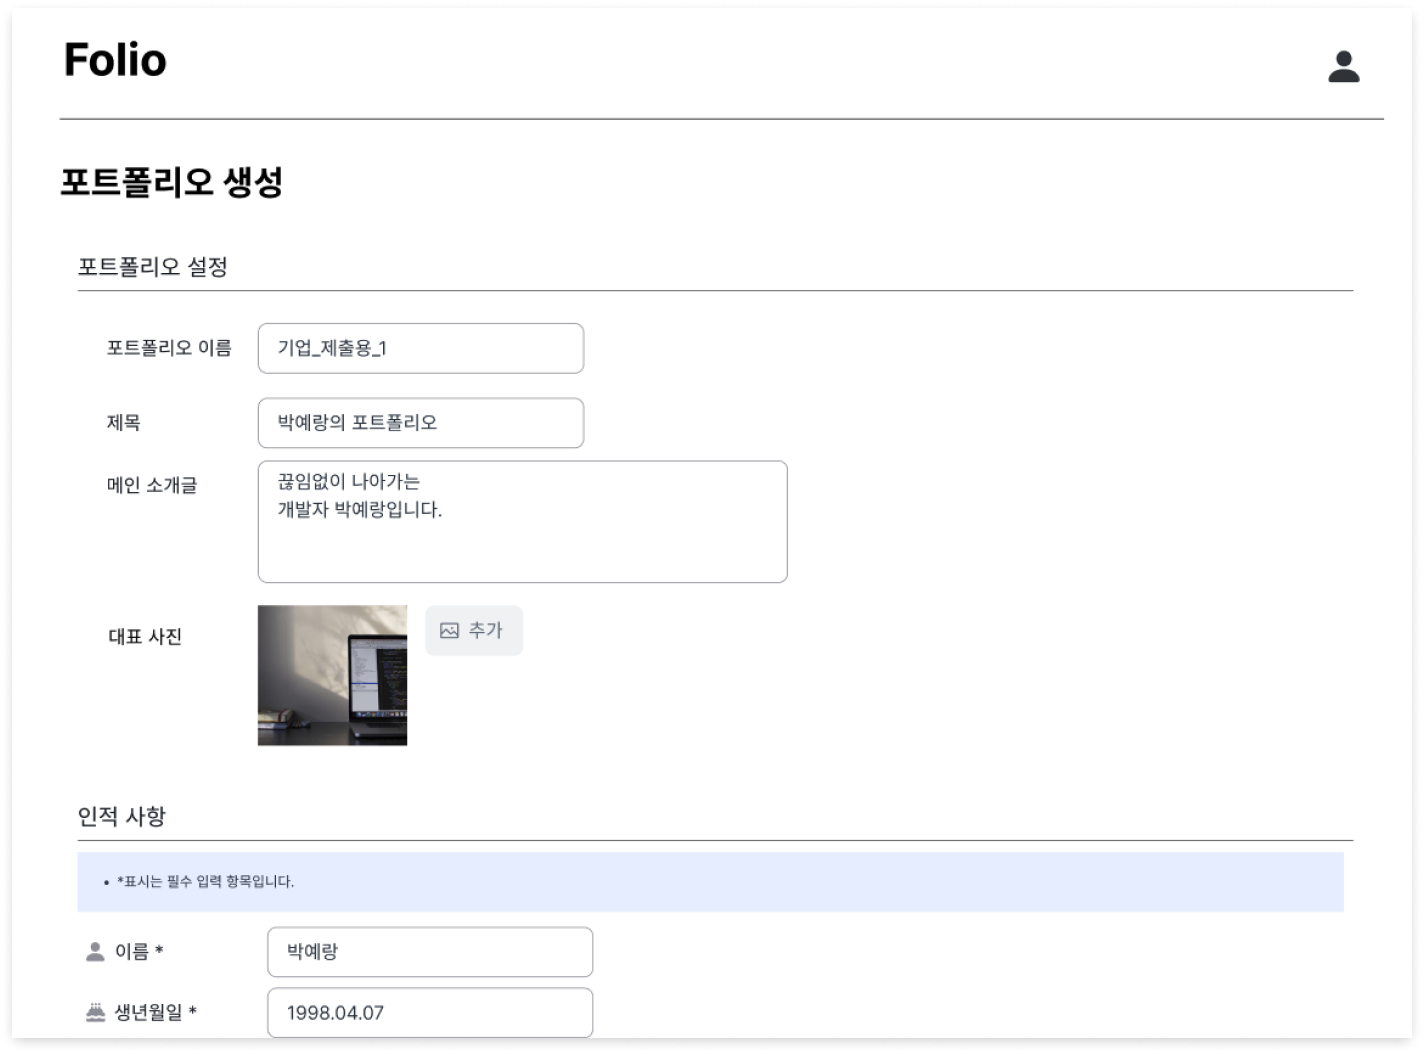 Folio
포트폴리오 생성
포트폴리오 설정
포트폴리오 이름
기업_제출용_1
제목
박예랑의 포트폴리오
메인 소개글
끊임없이 나아가는
개발자 박예랑입니다.
대표 사진
추가
인적 사항
• *표시는 필수 입력 항목입니다.
이름 *
박예랑
생년월일 *
1998.04.07